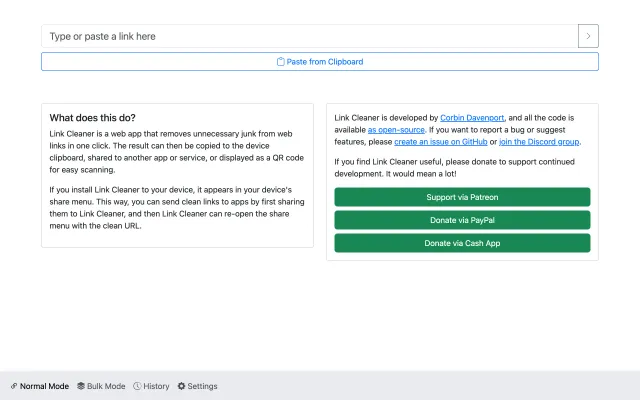 Type or paste a link here
Paste from Clipboard
What does this do?
Link Cleaner is a web app that removes unnecessary junk from web
links in one click. The result can then be copied to the device
clipboard, shared to another app or service, or displayed as a QR code
for easy scanning.
If you install Link Cleaner to your device, it appears in your device's
share menu. This way, you can send clean links to apps by first sharing
them to Link Cleaner, and then Link Cleaner can re-open the share
menu with the clean URL.
Link Cleaner is developed by Corbin Davenport, and all the code is
available as open-source. If you want to report a bug or suggest
features, please create an issue on GitHub or join the Discord group.
If you find Link Cleaner useful, please donate to support continued
development. It would mean a lot!
Support via Patreon
Donate via PayPal
Donate via Cash App
Normal Mode Bulk Mode History Settings